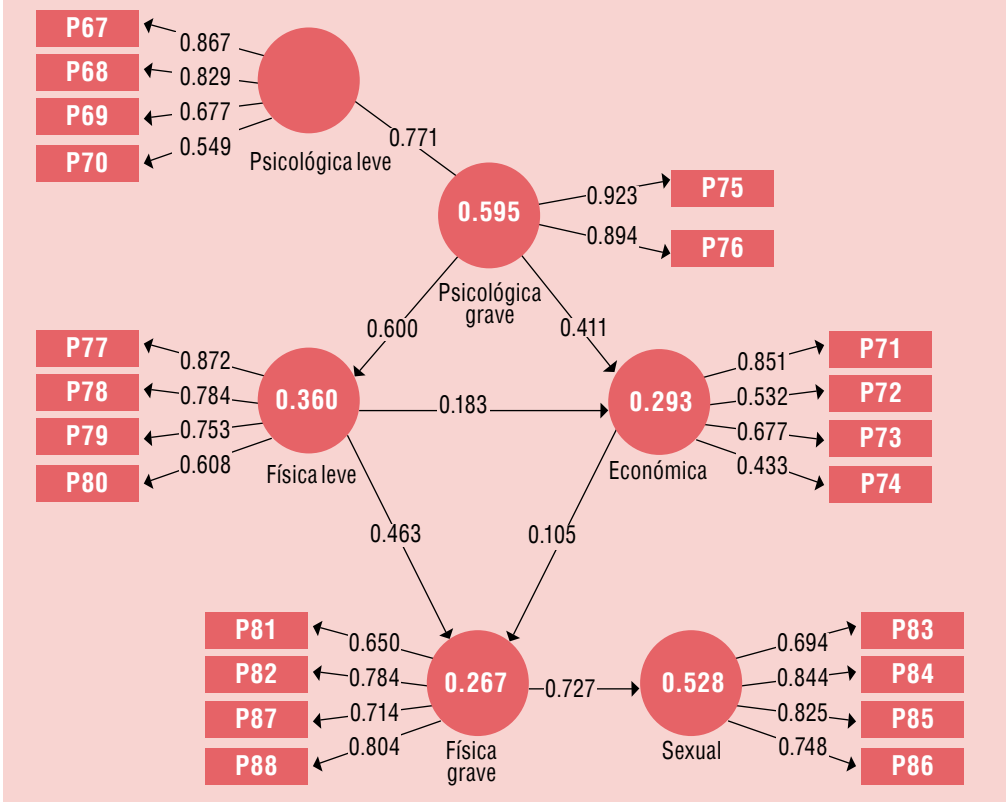 P67
0.867
P68
0.829
P69
0.677
P70
0.549
Psicológica leve
0.771
0.595
Psicológica
grave
0.923
P75
0.894
P76
0.600
0.411
P77
0.872
P78
0.784
P79
0.753
P80
0.608
0.360
Física leve
0.183
0.293
Económica
0.851
P71
0.532
P72
0.677
P73
0.433
P74
0.463
0.105
P81
0.650
P82
0.784
P87
0.714
P88
0.804
0.267
Física
grave
0.727
0.528
Sexual
0.694
P83
0.844
P84
0.825
P85
0.748
P86